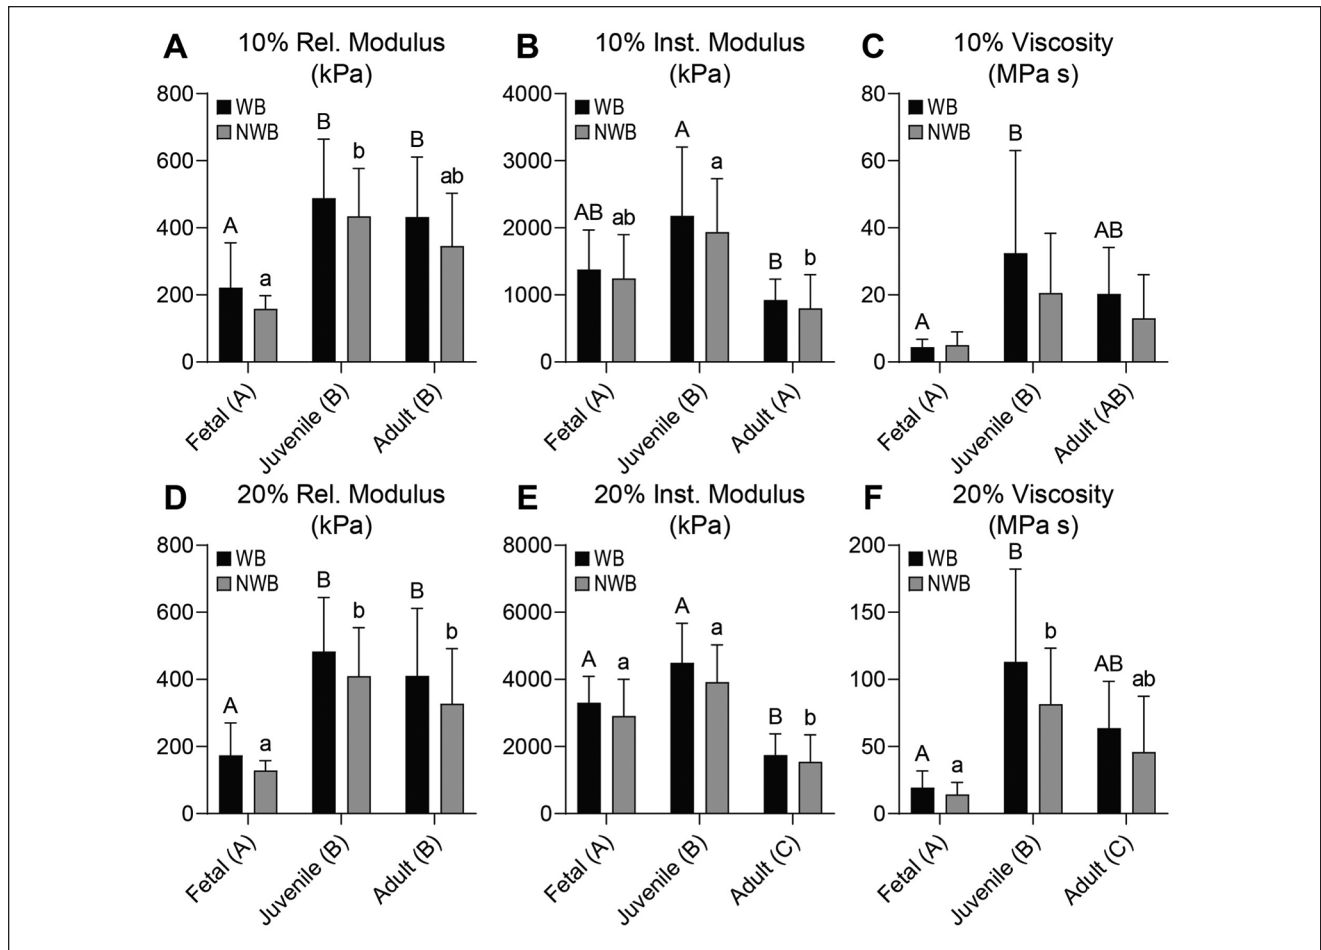 A 10% Rel. Modulus
(kPa)
800
600
400
200
0
WB
NWB
A
a
B
b
B
ab
Fetal (A)
Juvenile (B)
Adult (B)
B 10% Inst. Modulus
(kPa)
4000
3000
2000
1000
0
WB
NWB
AB
ab
A
a
B
b
Fetal (A)
Juvenile (B)
Adult (A)
C 10% Viscosity
(MPa s)
80
60
40
20
0
WB
NWB
A
B
AB
Fetal (A)
Juvenile (B)
Adult (AB)
D 20% Rel. Modulus
(kPa)
800
600
400
200
0
WB
NWB
A
a
B
b
B
b
Fetal (A)
Juvenile (B)
Adult (B)
E 20% Inst. Modulus
(kPa)
8000
6000
4000
2000
0
WB
NWB
A
a
A
a
B
b
Fetal (A)
Juvenile (B)
Adult (C)
F 20% Viscosity
(MPa s)
200
150
100
50
0
WB
NWB
A
a
B
b
AB
ab
Fetal (A)
Juvenile (B)
Adult (C)